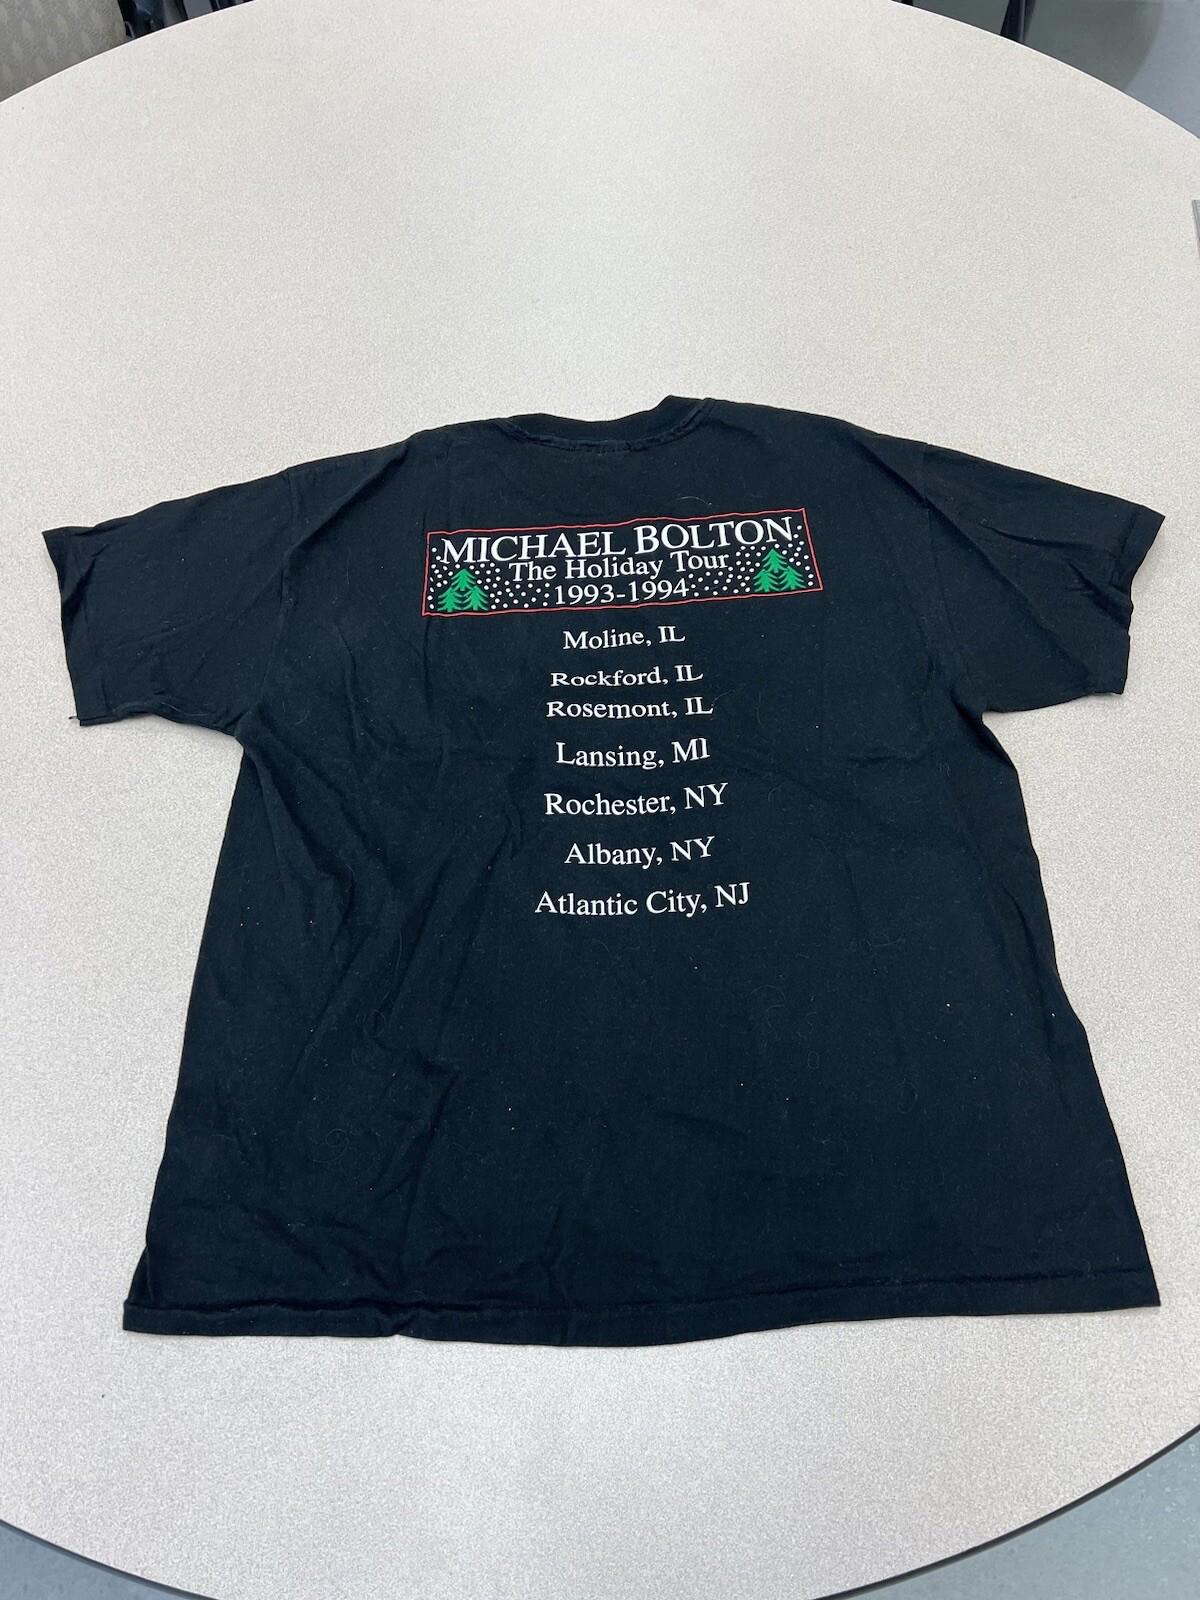 MICHAEL BOLTON
The Holiday Tour
1993-1994
Moline, IL
Rockford, IL
Rosemont, IL
Lansing, MI
Rochester, NY
Albany, NY
Atlantic City, NJ